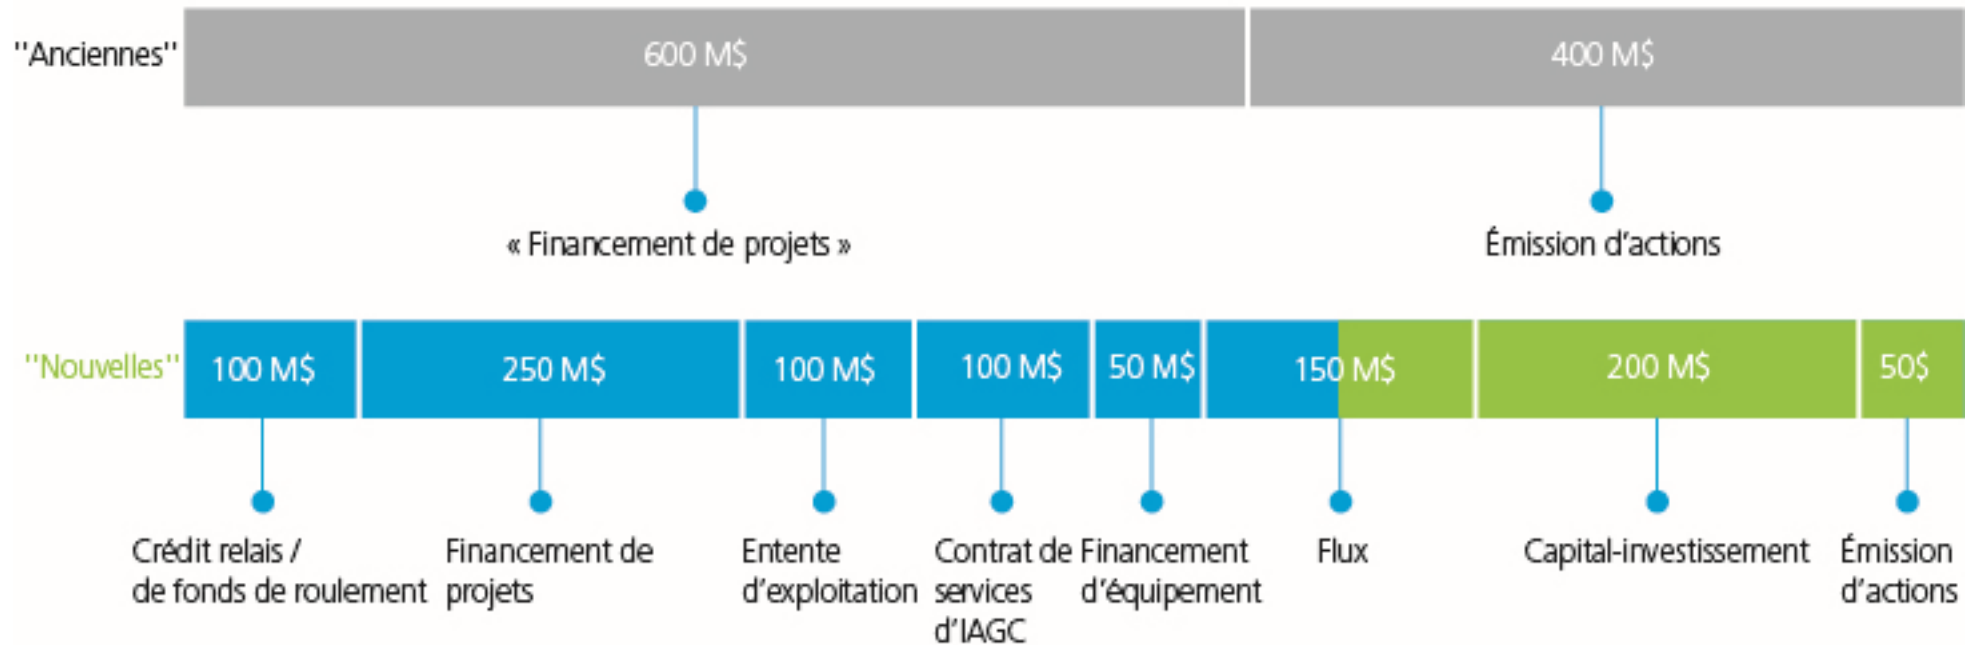 "Anciennes"
600 M$
400 M$
« Financement de projets »
Émission d'actions
"Nouvelles"
100 M$
250 M$
100 M$
100 M$
50 M$
150 M$
200 M$
50$
Crédit relais /
de fonds de roulement
Financement de
projets
Entente
d'exploitation
Contrat de
services
d'IAGC
Financement
d'équipement
Flux
Capital-investissement
Émission
d'actions